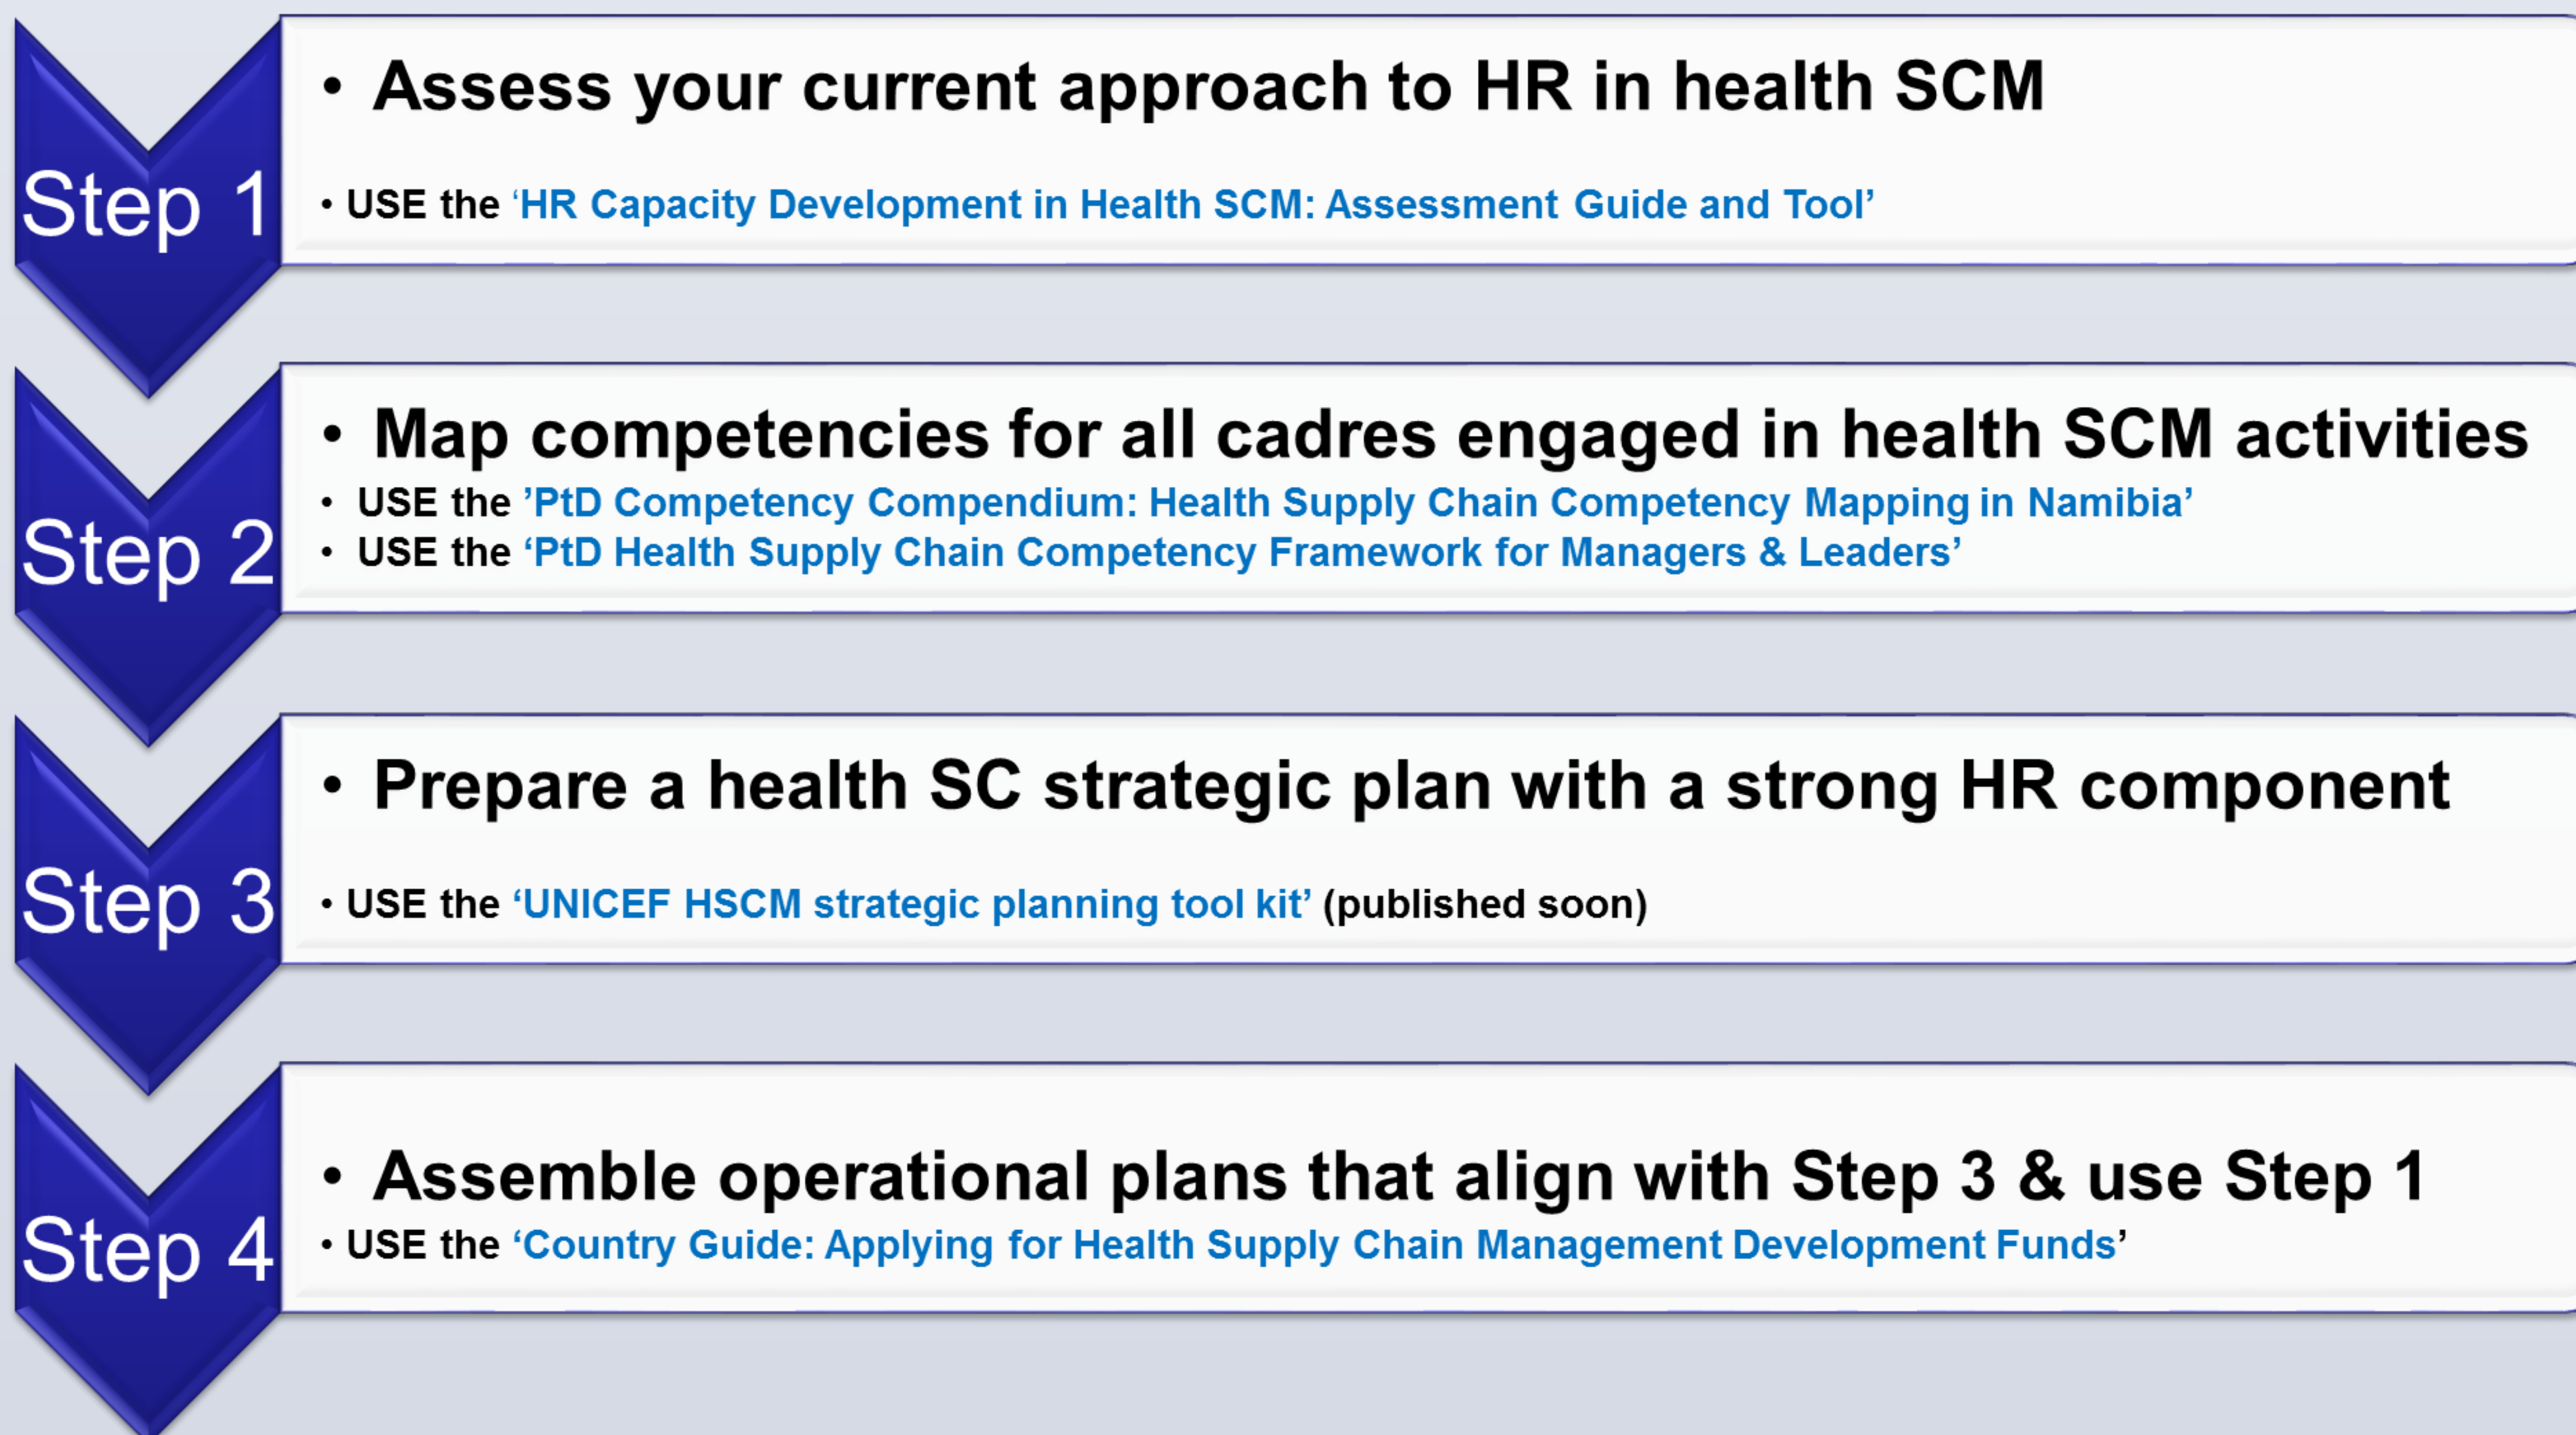 Step 1
• Assess your current approach to HR in health SCM
• USE the ‘HR Capacity Development in Health SCM: Assessment Guide and Tool’
Step 2
• Map competencies for all cadres engaged in health SCM activities
• USE the ’PtD Competency Compendium: Health Supply Chain Competency Mapping in Namibia’
• USE the ‘PtD Health Supply Chain Competency Framework for Managers & Leaders’
Step 3
• Prepare a health SC strategic plan with a strong HR component
• USE the ‘UNICEF HSCM strategic planning tool kit’ (published soon)
Step 4
• Assemble operational plans that align with Step 3 & use Step 1
• USE the ‘Country Guide: Applying for Health Supply Chain Management Development Funds’